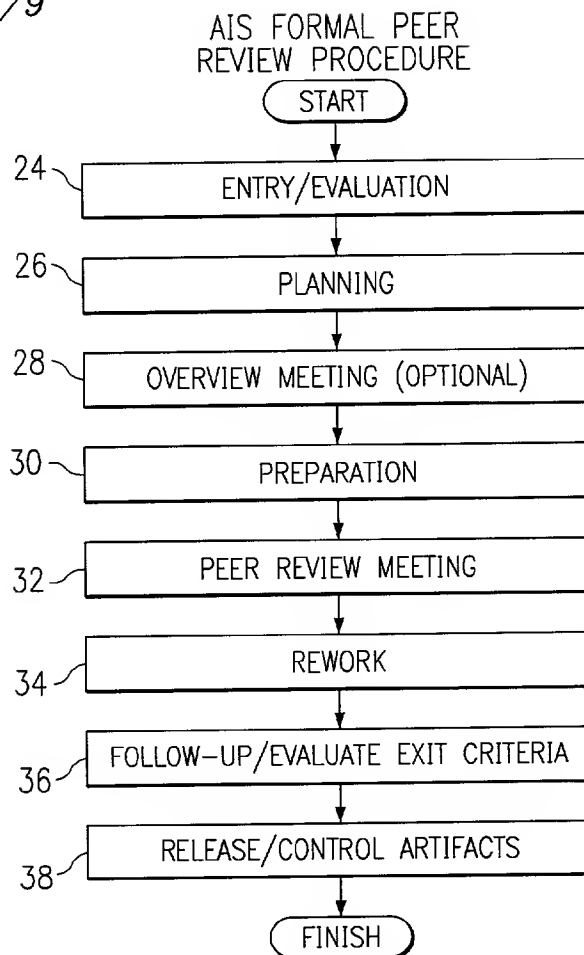 /9
AIS FORMAL PEER
REVIEW PROCEDURE
START
24
ENTRY/EVALUATION
26
PLANNING
28
OVERVIEW MEETING (OPTIONAL)
30
PREPARATION
32
PEER REVIEW MEETING
34
REWORK
36
FOLLOW-UP/EVALUATE EXIT CRITERIA
38
RELEASE/CONTROL ARTIFACTS
FINISH